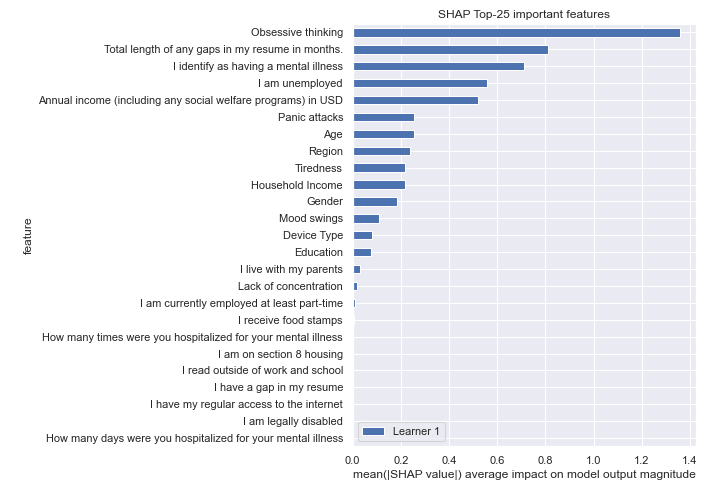 SHAP Top-25 important features
Obsessive thinking
Total length of any gaps in my resume in months.
I identify as having a mental illness
I am unemployed
Annual income (including any social welfare programs) in USD
Panic attacks
Age
Region
Tiredness
Household Income
Gender
Mood swings
Device Type
Education
I live with my parents
Lack of concentration
I am currently employed at least part-time
I receive food stamps
How many times were you hospitalized for your mental illness
I am on section 8 housing
I read outside of work and school
I have a gap in my resume
I have my regular access to the internet
I am legally disabled
How many days were you hospitalized for your mental illness
feature
Learner 1
0.0 0.2 0.4 0.6 0.8 1.0 1.2 1.4
mean(|SHAP value|) average impact on model output magnitude